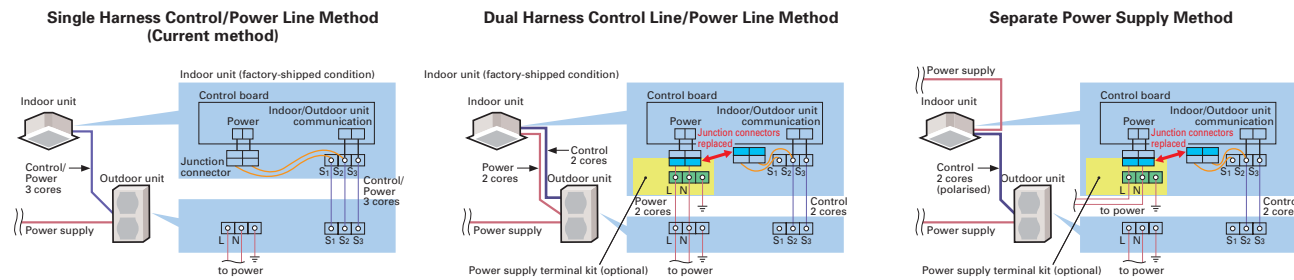 Single Harness Control/Power Line Method
(Current method)
Indoor unit (factory-shipped condition)
Indoor unit
Control board
Indoor/Outdoor unit
communication
Power
Junction
connector
S1 S2 S3
Control/
Power
3 cores
Control/
Power
3 cores
Outdoor unit
Power supply
L N
S1 S2 S3
to power
Dual Harness Control Line/Power Line Method
Indoor unit (factory-shipped condition)
Indoor unit
Control board
Indoor/Outdoor unit
communication
Power
Junction connectors
replaced
Control
2 cores
Power
2 cores
S1 S2 S3
L N
Outdoor unit
Power
2 cores
Control
2 cores
Power supply
L N
S1 S2 S3
Power supply terminal kit (optional)
to power
Separate Power Supply Method
Power supply
Indoor unit
Control board
Indoor/Outdoor unit
communication
Power
Junction connectors
replaced
Control
2 cores
(polarised)
S1 S2 S3
L N
Outdoor unit
to power
Control
2 cores
Power supply
L N
S1 S2 S3
Power supply terminal kit (optional)
to power